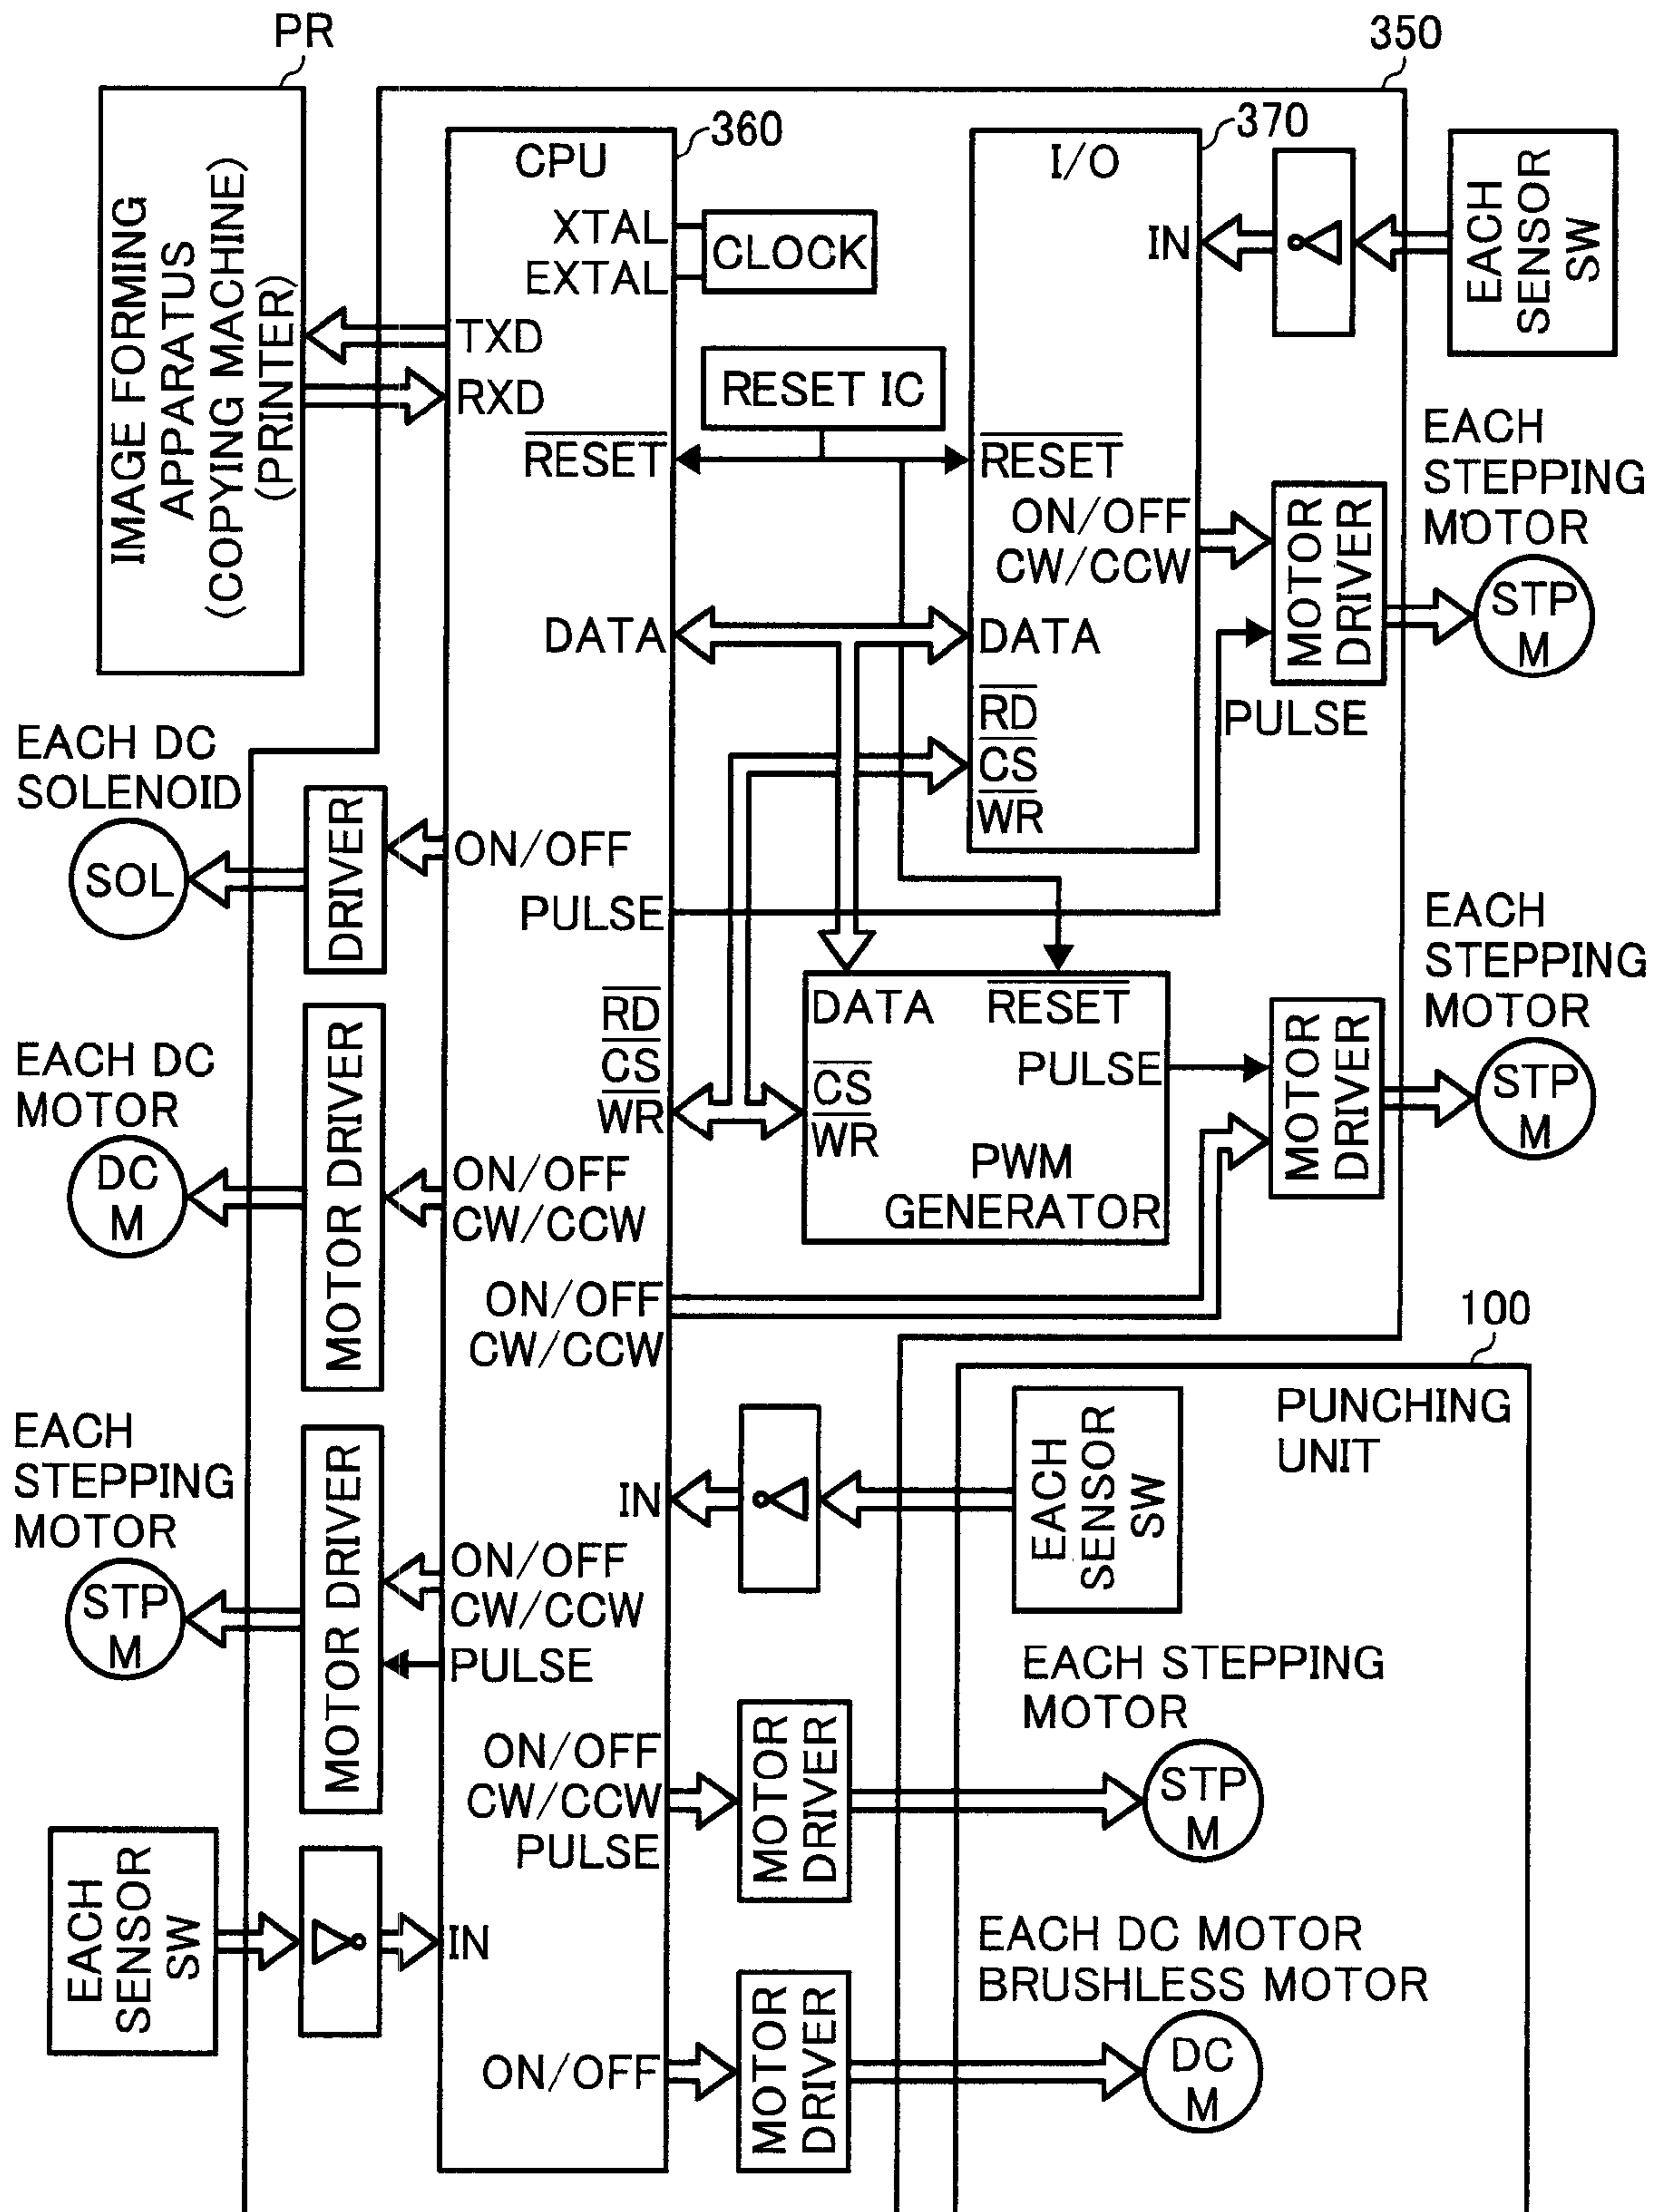 PR
350
360
370
IMAGE FORMING
APPARATUS
(COPYING MACHINE)
(PRINTER)
CPU
XTAL
EXTAL
CLOCK
TXD
RXD
RESET IC
RESET
RESET
I/O
IN
EACH
SENSOR
SW
ON/OFF
CW/CCW
MOTOR
DRIVER
EACH
STEPPING
MOTOR
STP
M
DATA
DATA
PULSE
RD
CS
WR
EACH DC
SOLENOID
SOL
DRIVER
ON/OFF
PULSE
RD
CS
WR
DATA
RESET
PULSE
CS
WR
PWM
GENERATOR
MOTOR
DRIVER
EACH
STEPPING
MOTOR
STP
M
EACH DC
MOTOR
DC
M
MOTOR DRIVER
ON/OFF
CW/CCW
ON/OFF
CW/CCW
100
PUNCHING
UNIT
EACH
SENSOR
SW
IN
EACH
STEPPING
MOTOR
STP
M
MOTOR DRIVER
ON/OFF
CW/CCW
PULSE
ON/OFF
CW/CCW
PULSE
MOTOR
DRIVER
EACH STEPPING
MOTOR
STP
M
EACH
SENSOR
SW
IN
ON/OFF
MOTOR
DRIVER
EACH DC MOTOR
BRUSHLESS MOTOR
DC
M